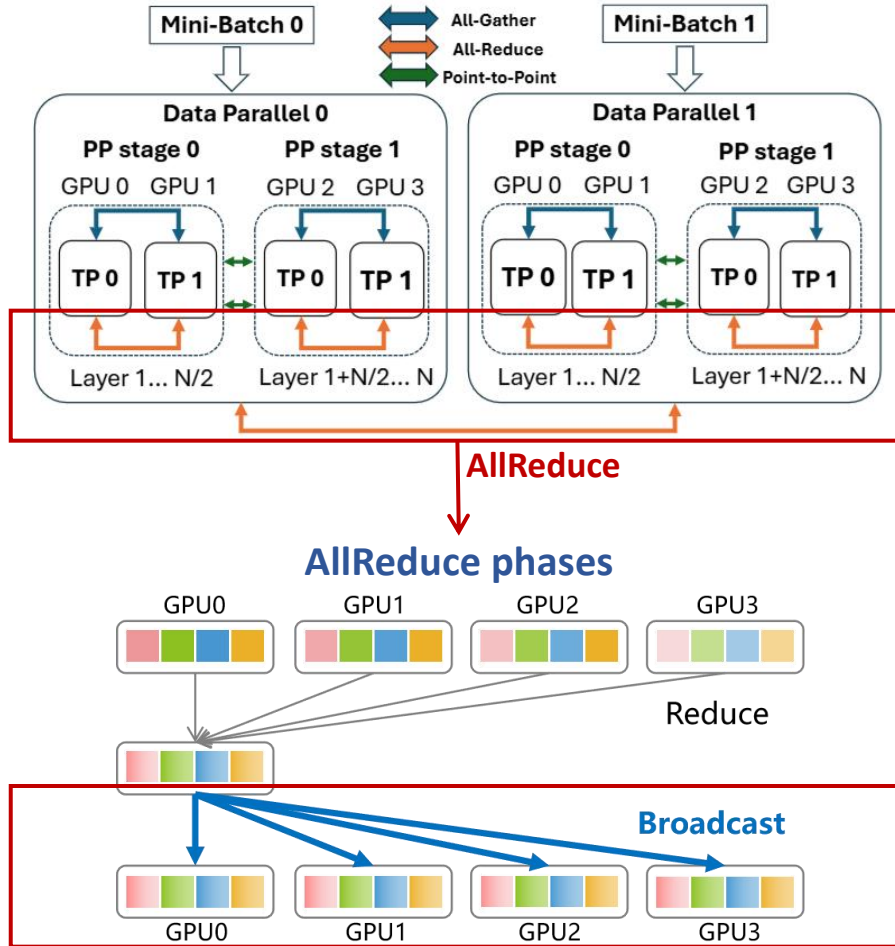 Mini-Batch 0
All-Gather
Mini-Batch 1
All-Reduce
Point-to-Point
Data Parallel 0
Data Parallel 1
PP stage 0
PP stage 1
PP stage 0
PP stage 1
GPU 0
GPU 1
GPU 2
GPU 3
GPU 0
GPU 1
GPU 2
GPU 3
TP 0
TP 1
TP 0
TP 1
TP 0
TP 1
TP 0
TP 1
Layer 1... N/2
Layer 1+N/2... N
Layer 1... N/2
Layer 1+N/2... N
AllReduce
AllReduce phases
GPU0
GPU1
GPU2
GPU3
Reduce
Broadcast
GPU0
GPU1
GPU2
GPU3